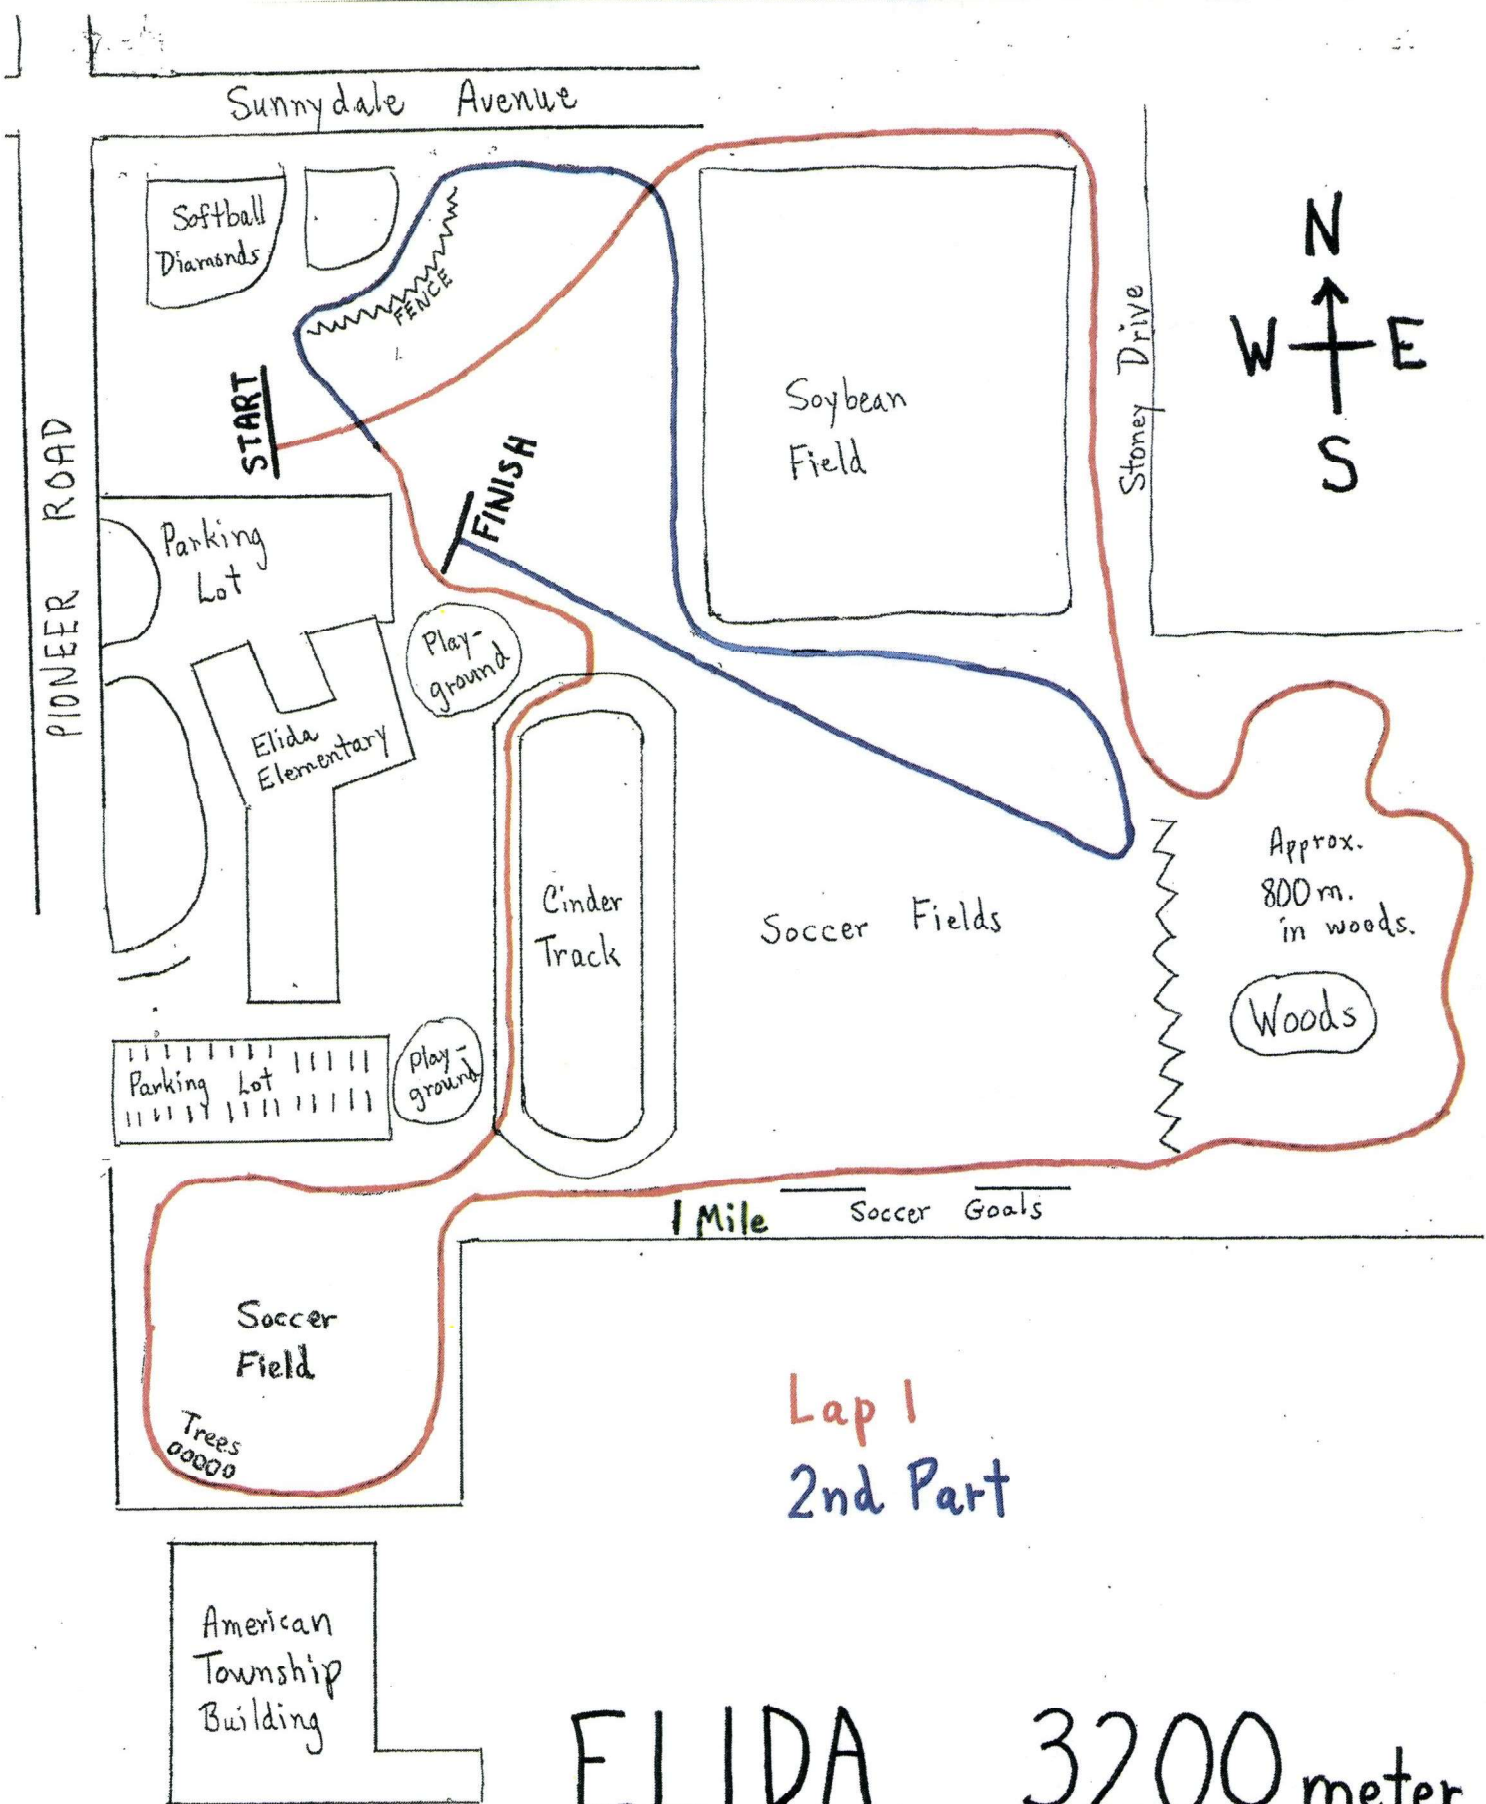 Sunnydale Avenue
Softball
Diamonds
FENCE
N
W E
S
START
FINISH
Soybean
Field
Stoney Drive
PIONEER ROAD
Parking
Lot
Play-
ground
Elida
Elementary
Cinder
Track
Soccer Fields
Approx.
800 m.
in woods.
Woods
Parking Lot
Play-
ground
1 Mile
Soccer Goals
Soccer
Field
Trees
Lap 1
2nd Part
American
Township
Building
ELIDA 3200 meter